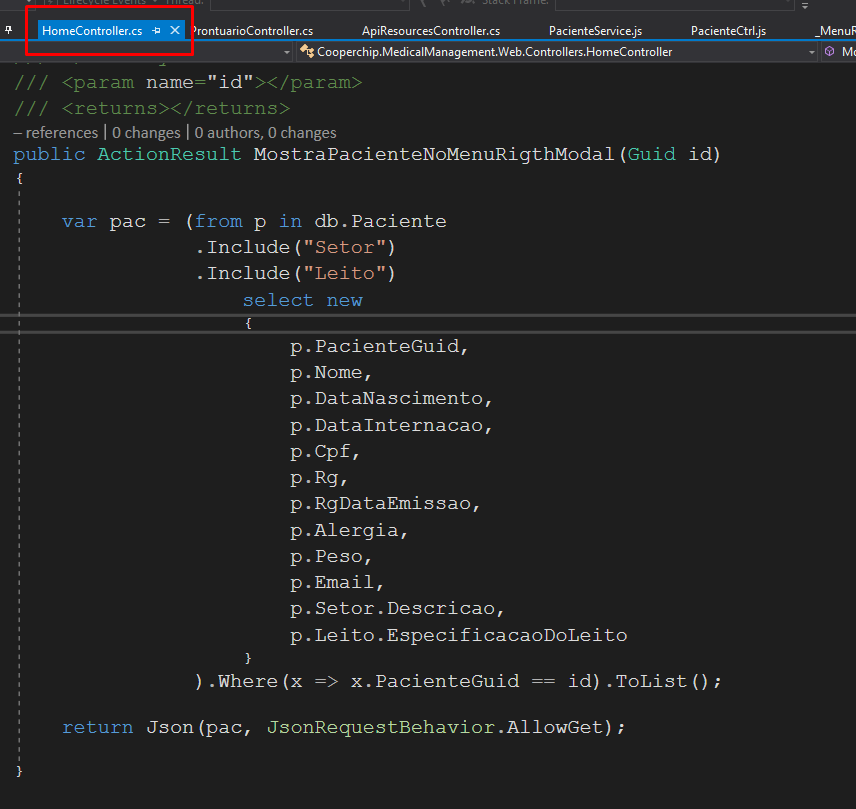 Lifecycle Events Thread: Stack Frame:
HomeController.cs ProntuarioController.cs ApiResourcesController.cs PacienteService.js PacienteCtrl.js _MenuR
Cooperchip.MedicalManagement.Web.Controllers.HomeController Mo
/// <param name="id"></param>
/// <returns></returns>
– references | 0 changes | 0 authors, 0 changes
public ActionResult MostraPacienteNoMenuRigthModal(Guid id)
{
var pac = (from p in db.Paciente
.Include("Setor")
.Include("Leito")
select new
{
p.PacienteGuid,
p.Nome,
p.DataNascimento,
p.DataInternacao,
p.Cpf,
p.Rg,
p.RgDataEmissao,
p.Alergia,
p.Peso,
p.Email,
p.Setor.Descricao,
p.Leito.EspecificacaoDoLeito
}
).Where(x => x.PacienteGuid == id).ToList();
return Json(pac, JsonRequestBehavior.AllowGet);
}